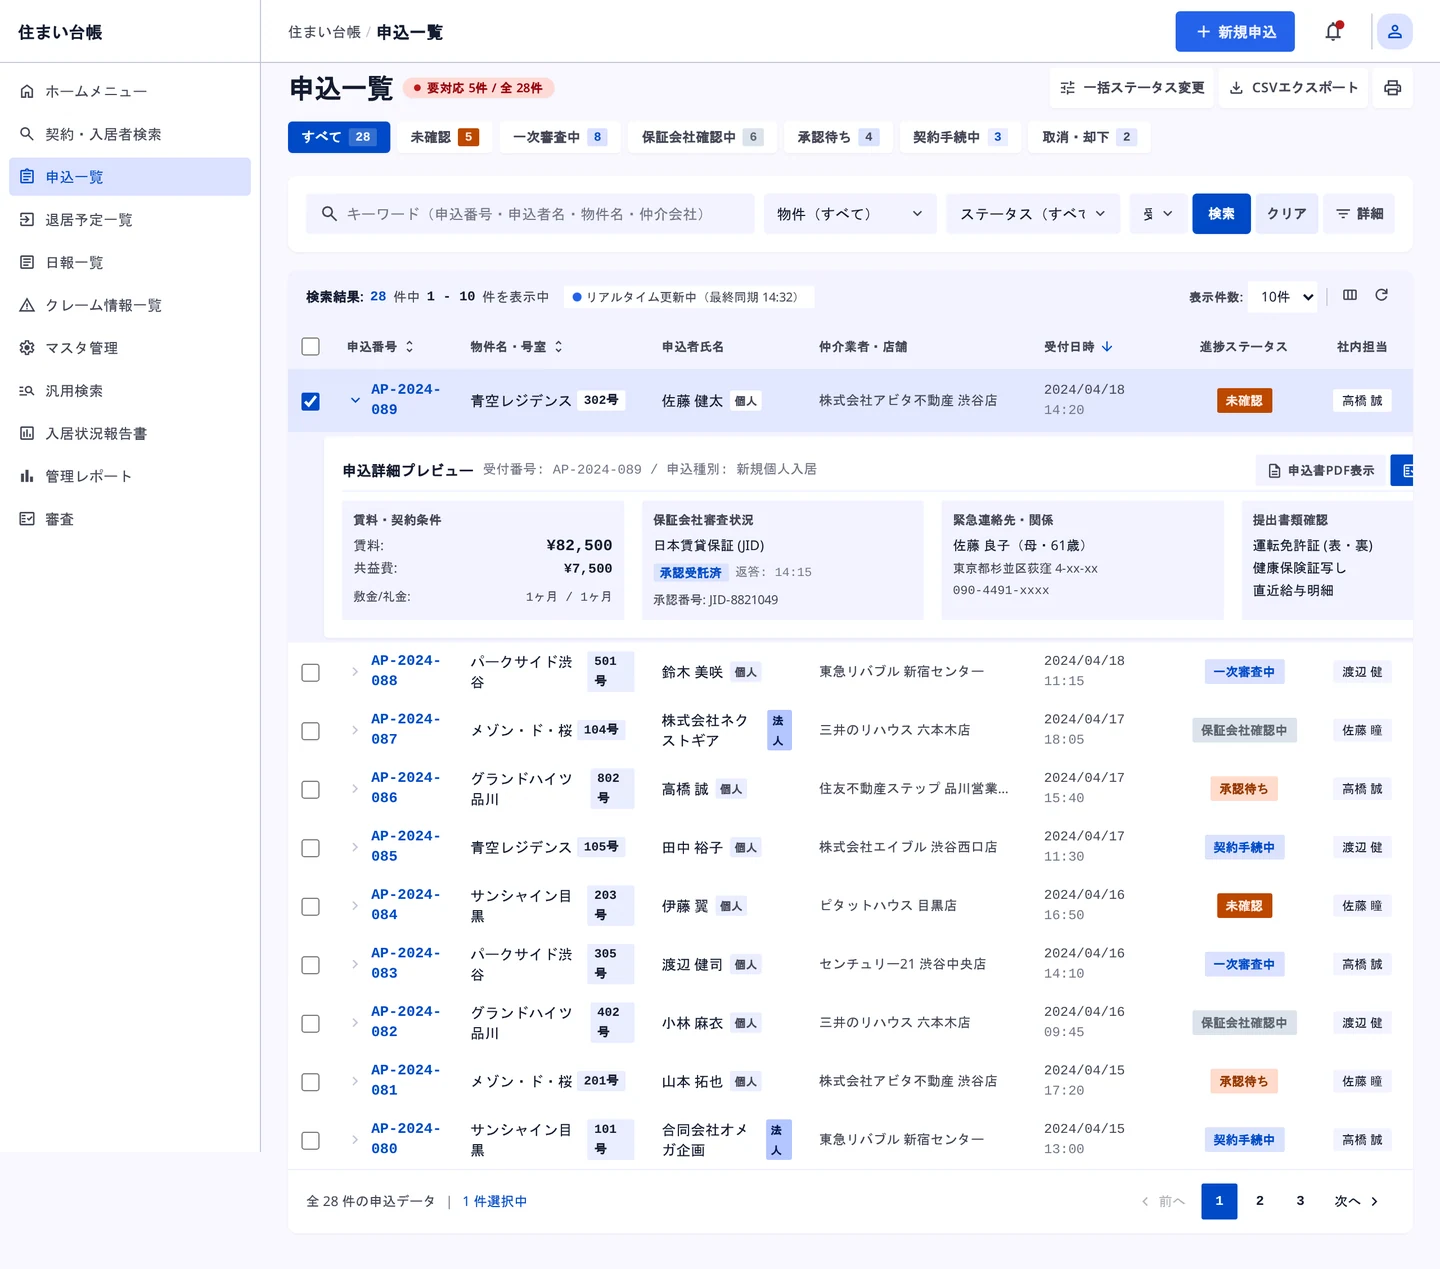 住まい台帳
住まい台帳 / 申込一覧
新規申込
ホームメニュー
契約・入居者検索
申込一覧
退居予定一覧
日報一覧
クレーム情報一覧
マスタ管理
汎用検索
入居状況報告書
管理レポート
審査
申込一覧
要対応 5件 / 全 28件
一括ステータス変更
CSVエクスポート
すべて 28
未確認 5
一次審査中 8
保証会社確認中 6
承認待ち 4
契約手続中 3
取消・却下 2
キーワード（申込番号・申込者名・物件名・仲介会社）
物件（すべて）
ステータス（すべて
検索
クリア
詳細
検索結果: 28 件中 1 - 10 件を表示中
リアルタイム更新中（最終同期 14:32）
表示件数: 10件
申込番号 物件名・号室 申込者氏名 仲介業者・店舗 受付日時 進捗ステータス 社内担当
AP-2024-089 青空レジデンス 302号 佐藤 健太 個人 株式会社アビタ不動産 渋谷店 2024/04/18 14:20 未確認 高橋 誠
申込詳細プレビュー 受付番号: AP-2024-089 / 申込種別: 新規個人入居
申込書PDF表示
賃料・契約条件
賃料: ¥82,500
共益費: ¥7,500
敷金/礼金: 1ヶ月 / 1ヶ月
保証会社審査状況
日本賃貸保証 (JID)
承認受託済 返答: 14:15
承認番号: JID-8821049
緊急連絡先・関係
佐藤 良子（母・61歳）
東京都杉並区荻窪 4-xx-xx
090-4491-xxxx
提出書類確認
運転免許証 (表・裏)
健康保険証写し
直近給与明細
AP-2024-088 パークサイド渋谷 501号 鈴木 美咲 個人 東急リバブル 新宿センター 2024/04/18 11:15 一次審査中 渡辺 健
AP-2024-087 メゾン・ド・桜 104号 株式会社ネクストギア 法人 三井のリハウス 六本木店 2024/04/17 18:05 保証会社確認中 佐藤 瞳
AP-2024-086 グランドハイツ品川 802号 高橋 誠 個人 住友不動産ステップ 品川営業... 2024/04/17 15:40 承認待ち 高橋 誠
AP-2024-085 青空レジデンス 105号 田中 裕子 個人 株式会社エイブル 渋谷西口店 2024/04/17 11:30 契約手続中 渡辺 健
AP-2024-084 サンシャイン目黒 203号 伊藤 翼 個人 ピタットハウス 目黒店 2024/04/16 16:50 未確認 佐藤 瞳
AP-2024-083 パークサイド渋谷 305号 渡辺 健司 個人 センチュリー21 渋谷中央店 2024/04/16 14:10 一次審査中 高橋 誠
AP-2024-082 グランドハイツ品川 402号 小林 麻衣 個人 三井のリハウス 六本木店 2024/04/16 09:45 保証会社確認中 渡辺 健
AP-2024-081 メゾン・ド・桜 201号 山本 拓也 個人 株式会社アビタ不動産 渋谷店 2024/04/15 17:20 承認待ち 佐藤 瞳
AP-2024-080 サンシャイン目黒 101号 合同会社オメガ企画 法人 東急リバブル 新宿センター 2024/04/15 13:00 契約手続中 高橋 誠
全 28 件の申込データ | 1 件選択中
前へ 1 2 3 次へ